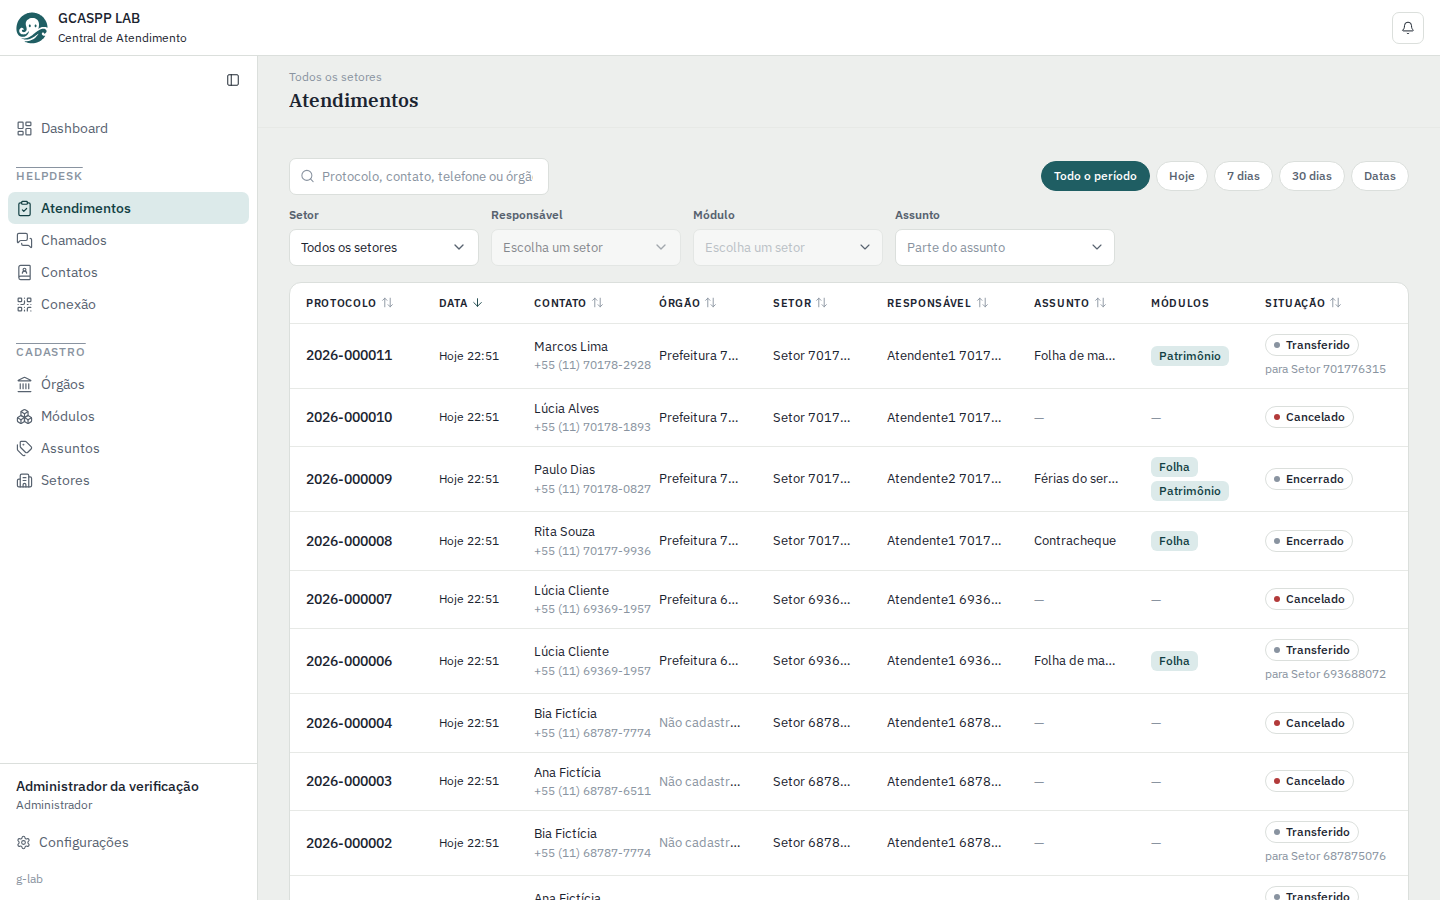 GCASPP LAB
Central de Atendimento
Dashboard
HELPDESK
Atendimentos
Chamados
Contatos
Conexão
CADASTRO
Órgãos
Módulos
Assuntos
Setores
Administrador da verificação
Administrador
Configurações
g-lab
Todos os setores
Atendimentos
Protocolo, contato, telefone ou órgã
Todo o período Hoje 7 dias 30 dias Datas
Setor Responsável Módulo Assunto
Todos os setores Escolha um setor Escolha um setor Parte do assunto
PROTOCOLO DATA CONTATO ÓRGÃO SETOR RESPONSÁVEL ASSUNTO MÓDULOS SITUAÇÃO
2026-000011 Hoje 22:51 Marcos Lima Prefeitura 7... Setor 7017... Atendente1 7017... Folha de ma... Patrimônio Transferido
+55 (11) 70178-2928 para Setor 701776315
2026-000010 Hoje 22:51 Lúcia Alves Prefeitura 7... Setor 7017... Atendente1 7017... — — Cancelado
+55 (11) 70178-1893
2026-000009 Hoje 22:51 Paulo Dias Prefeitura 7... Setor 7017... Atendente2 7017... Férias do ser... Folha Encerrado
+55 (11) 70178-0827 Patrimônio
2026-000008 Hoje 22:51 Rita Souza Prefeitura 7... Setor 7017... Atendente1 7017... Contracheque Folha Encerrado
+55 (11) 70177-9936
2026-000007 Hoje 22:51 Lúcia Cliente Prefeitura 6... Setor 6936... Atendente1 6936... — — Cancelado
+55 (11) 69369-1957
2026-000006 Hoje 22:51 Lúcia Cliente Prefeitura 6... Setor 6936... Atendente1 6936... Folha de ma... Folha Transferido
+55 (11) 69369-1957 para Setor 693688072
2026-000004 Hoje 22:51 Bia Fictícia Não cadastr... Setor 6878... Atendente1 6878... — — Cancelado
+55 (11) 68787-7774
2026-000003 Hoje 22:51 Ana Fictícia Não cadastr... Setor 6878... Atendente1 6878... — — Cancelado
+55 (11) 68787-6511
2026-000002 Hoje 22:51 Bia Fictícia Não cadastr... Setor 6878... Atendente1 6878... — — Transferido
+55 (11) 68787-7774 para Setor 687875076
Ana Fictícia Transferido